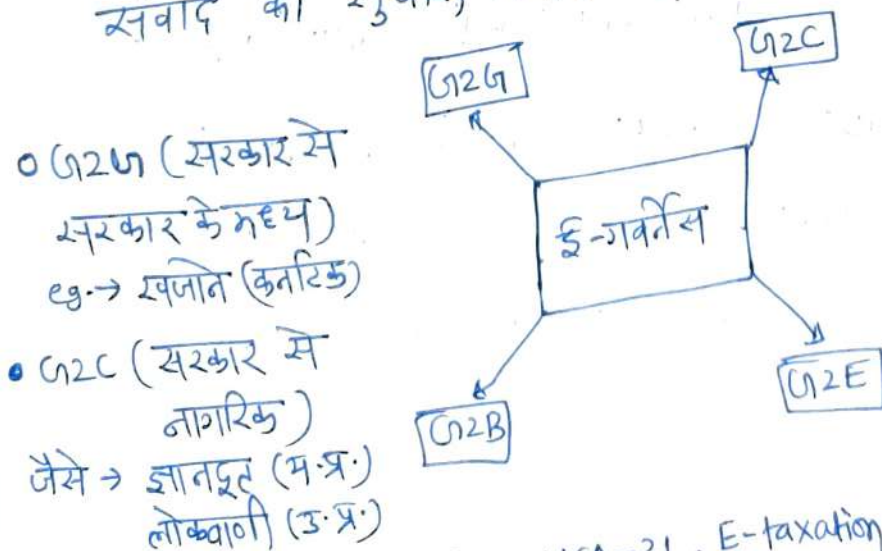 संवाद का
G2G
G2C
○ G2G (सरकार से
सरकार के मध्य)
eg.→ खजाने (कर्नाटक)
ई-गवर्नेंस
• G2C (सरकार से
नागरिक)
जैसे → ज्ञानदूत (म.प्र.)
लोकवाणी (उ.प्र.)
G2B
G2E
E-taxation